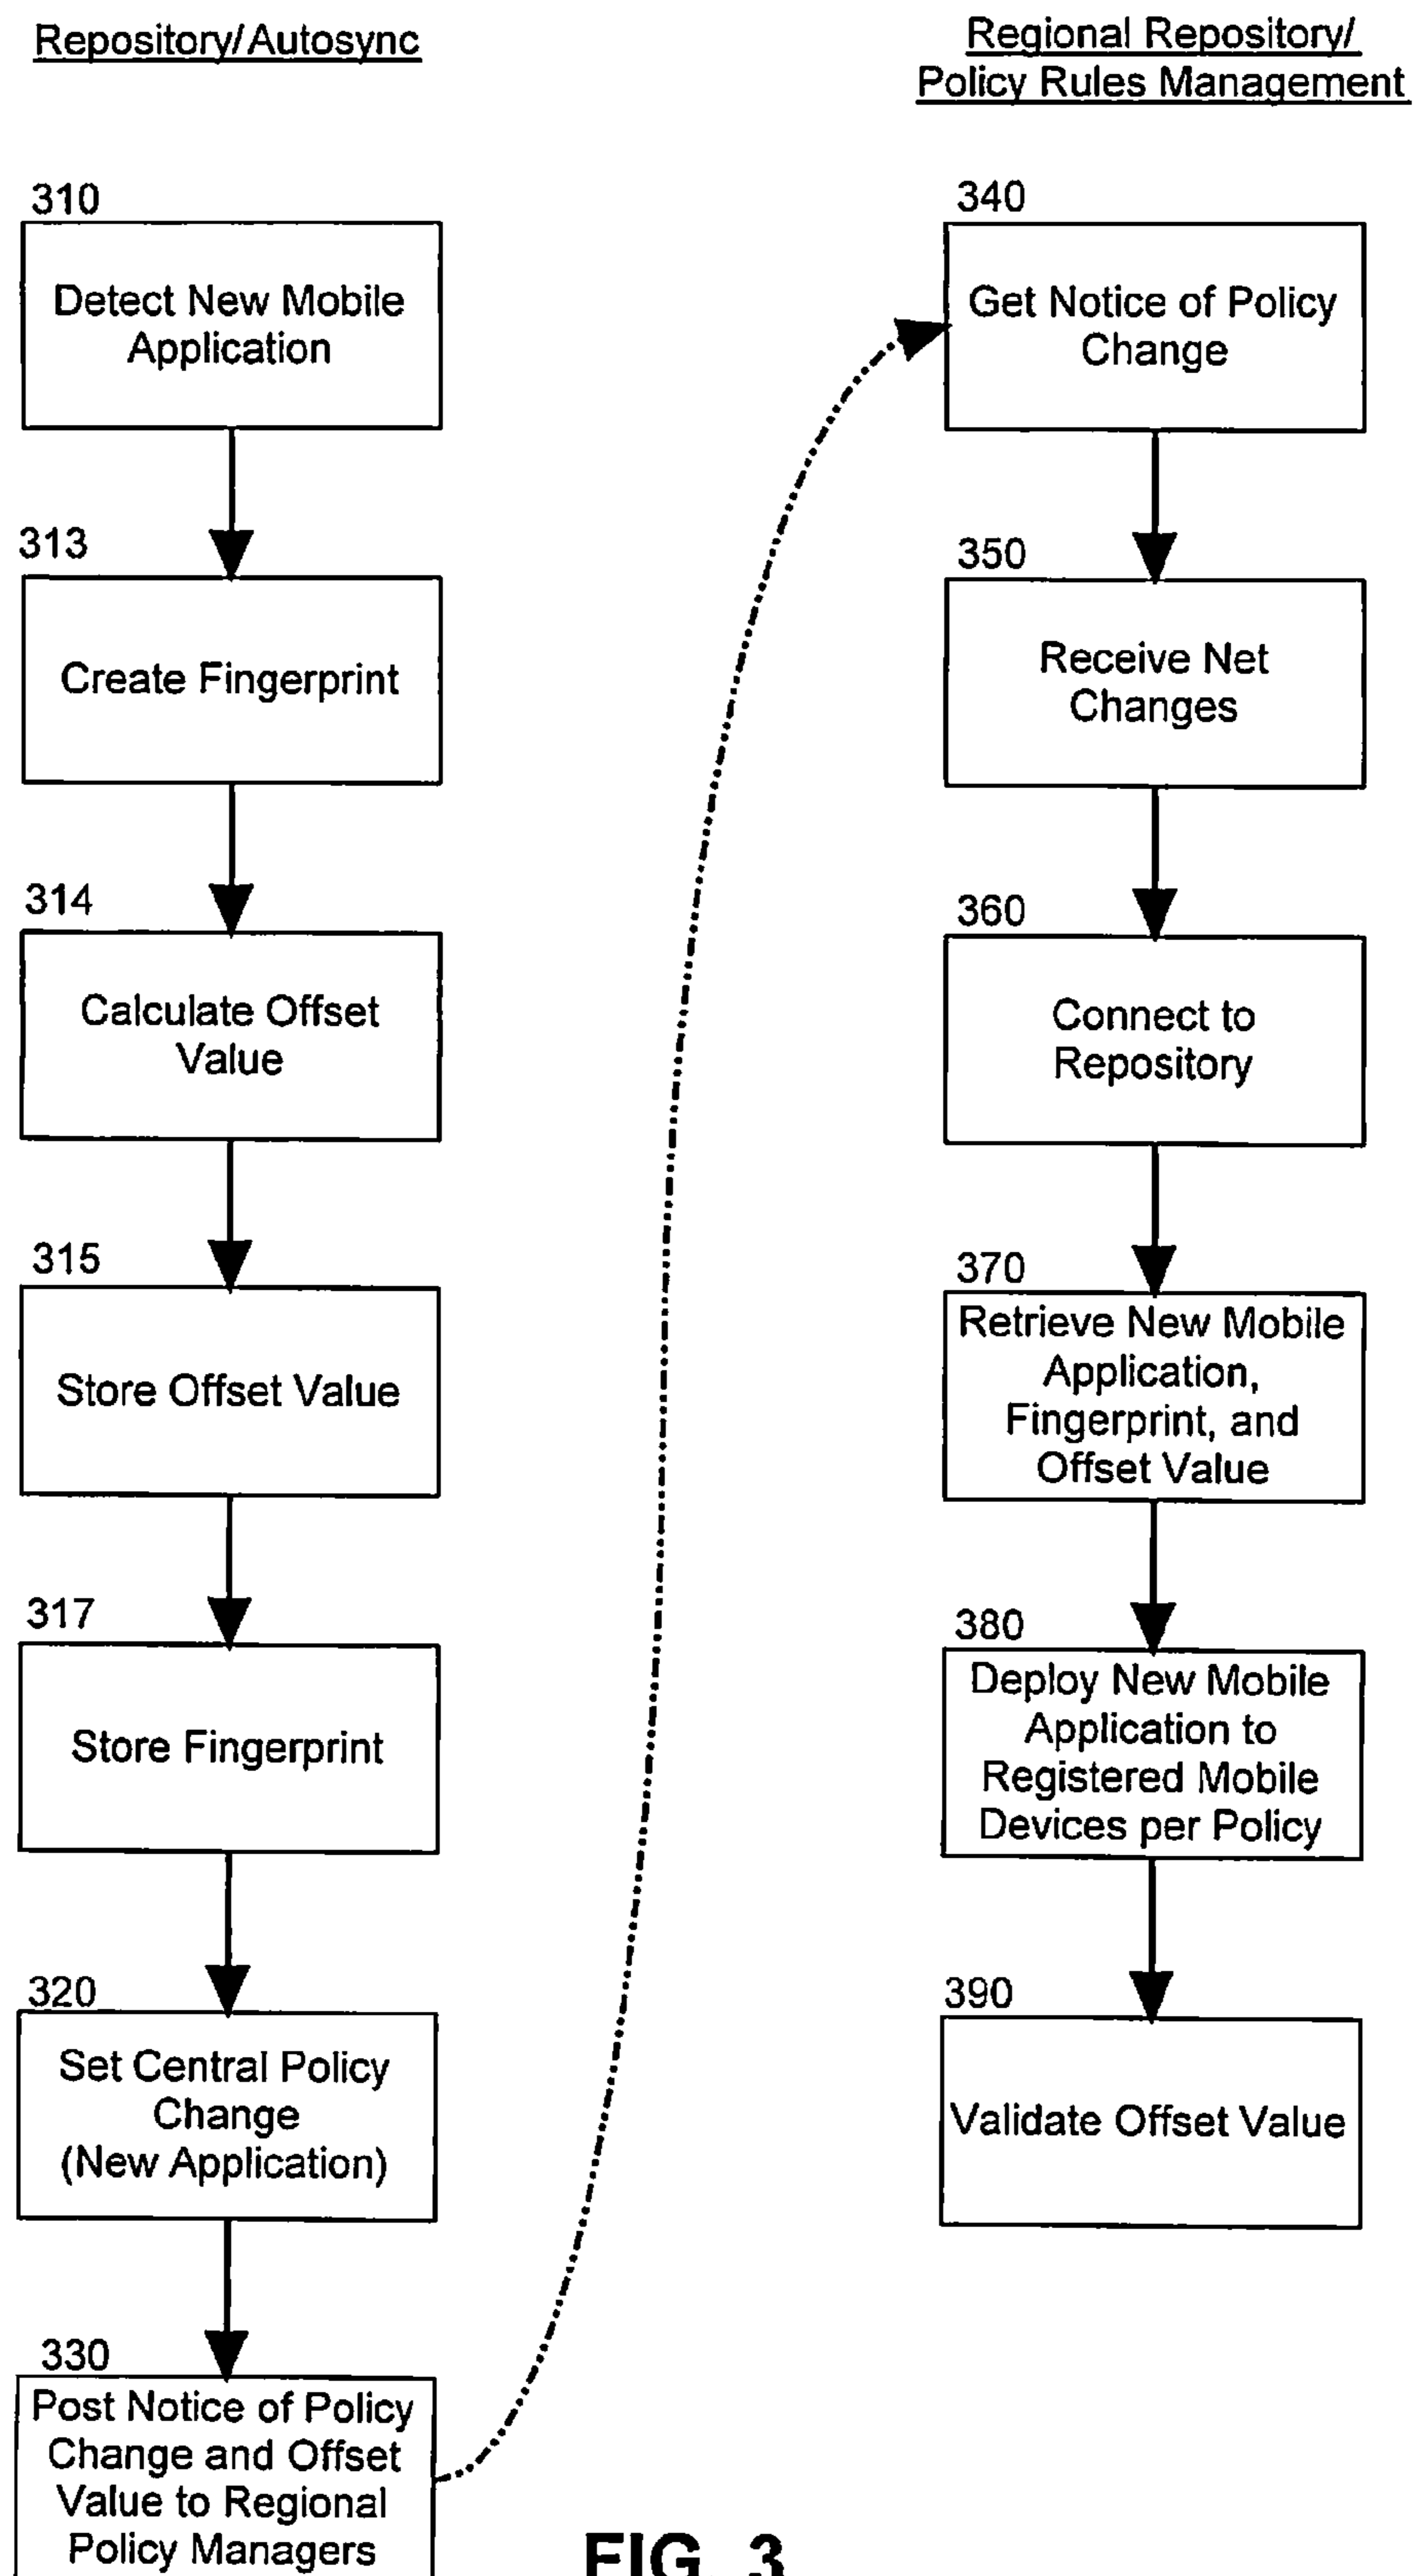 Repository/Autosync
310
Detect New Mobile
Application
313
Create Fingerprint
314
Calculate Offset
Value
315
Store Offset Value
317
Store Fingerprint
320
Set Central Policy
Change
(New Application)
330
Post Notice of Policy
Change and Offset
Value to Regional
Policy Managers
Regional Repository/
Policy Rules Management
340
Get Notice of Policy
Change
350
Receive Net
Changes
360
Connect to
Repository
370
Retrieve New Mobile
Application,
Fingerprint, and
Offset Value
380
Deploy New Mobile
Application to
Registered Mobile
Devices per Policy
390
Validate Offset Value
FIG. 3